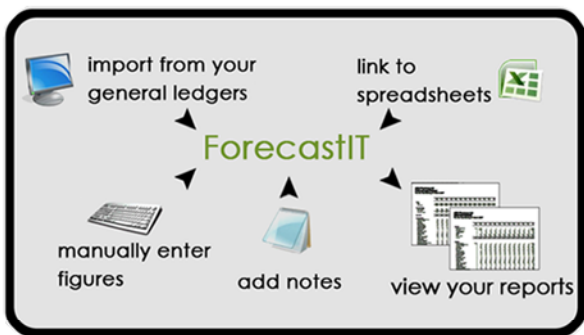 import from your
general ledgers
link to
spreadsheets
ForecastIT
manually enter
figures
add notes
view your reports